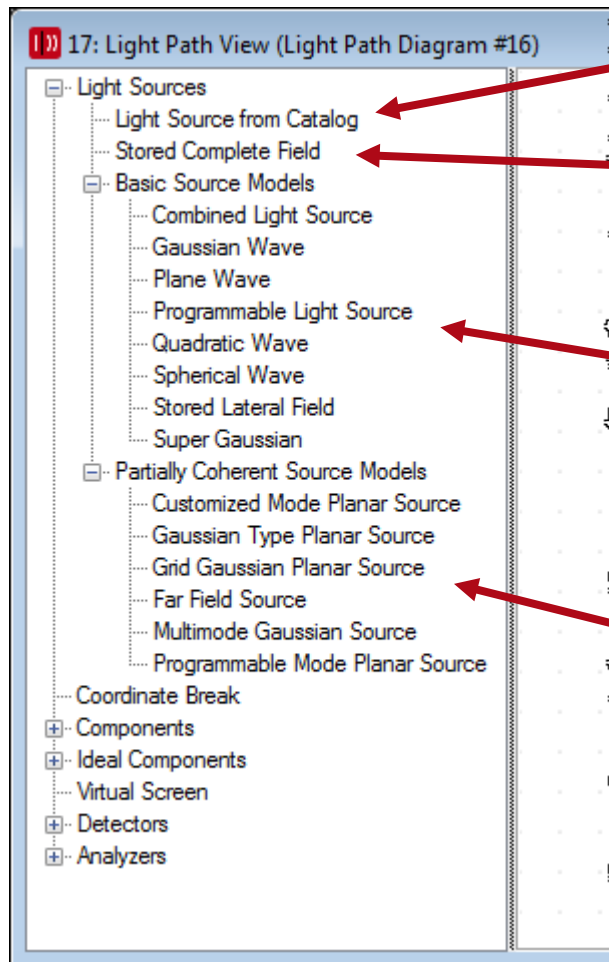 17: Light Path View (Light Path Diagram #16)
Light Sources
Light Source from Catalog
Stored Complete Field
Basic Source Models
Combined Light Source
Gaussian Wave
Plane Wave
Programmable Light Source
Quadratic Wave
Spherical Wave
Stored Lateral Field
Super Gaussian
Partially Coherent Source Models
Customized Mode Planar Source
Gaussian Type Planar Source
Grid Gaussian Planar Source
Far Field Source
Multimode Gaussian Source
Programmable Mode Planar Source
Coordinate Break
Components
Ideal Components
Virtual Screen
Detectors
Analyzers